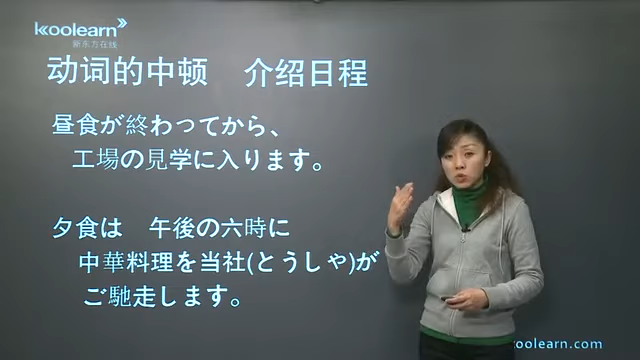 koolearn
新东方在线
动词的中顿 介绍日程
昼食が終わってから、
工場の見学に入ります。
夕食は 午後の六時に
中華料理を当社(とうしゃ)が
ご馳走します。
oolearn.com